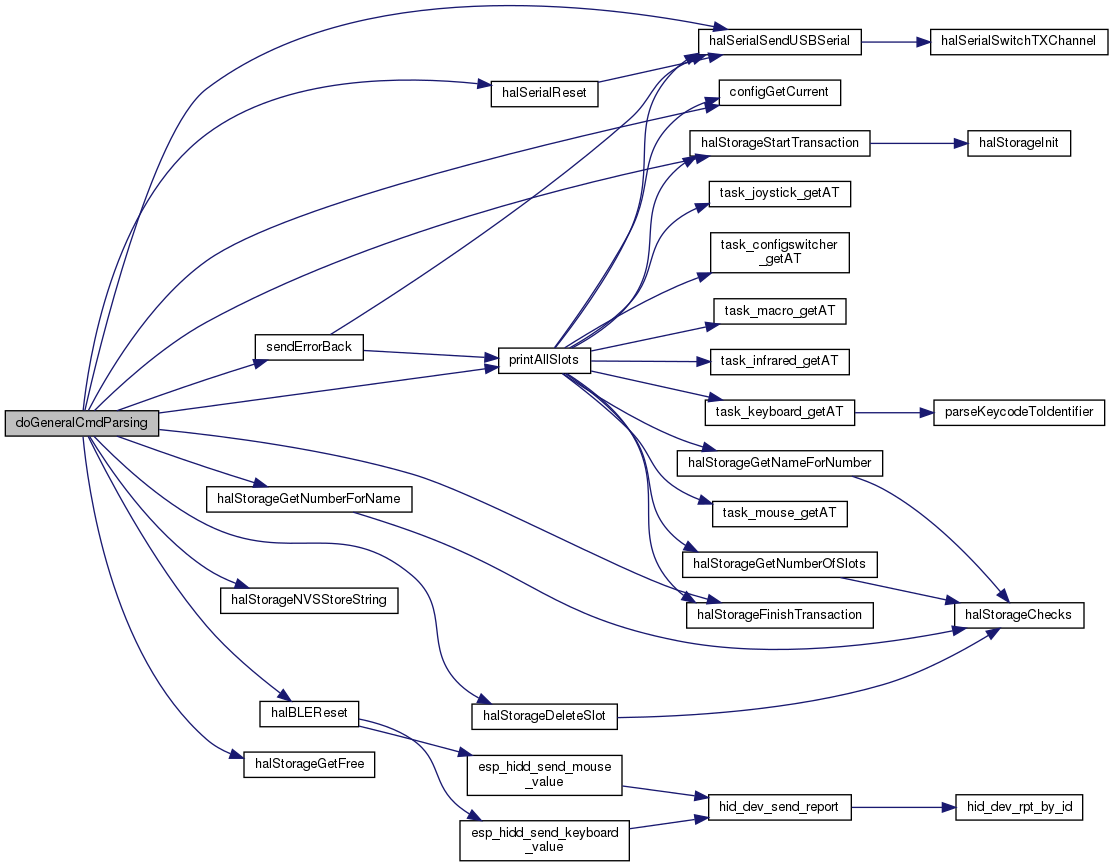 halSerialSendUSBSerial
halSerialSwitchTXChannel
halSerialReset
configGetCurrent
halStorageStartTransaction
halStorageInit
task_joystick_getAT
task_configswitcher
_getAT
task_macro_getAT
sendErrorBack
printAllSlots
task_infrared_getAT
doGeneralCmdParsing
task_keyboard_getAT
parseKeycodeToIdentifier
halStorageGetNameForNumber
halStorageGetNumberForName
task_mouse_getAT
halStorageGetNumberOfSlots
halStorageNVSStoreString
halStorageFinishTransaction
halStorageChecks
halBLEReset
halStorageDeleteSlot
halStorageGetFree
esp_hidd_send_mouse
_value
hid_dev_send_report
hid_dev_rpt_by_id
esp_hidd_send_keyboard
_value